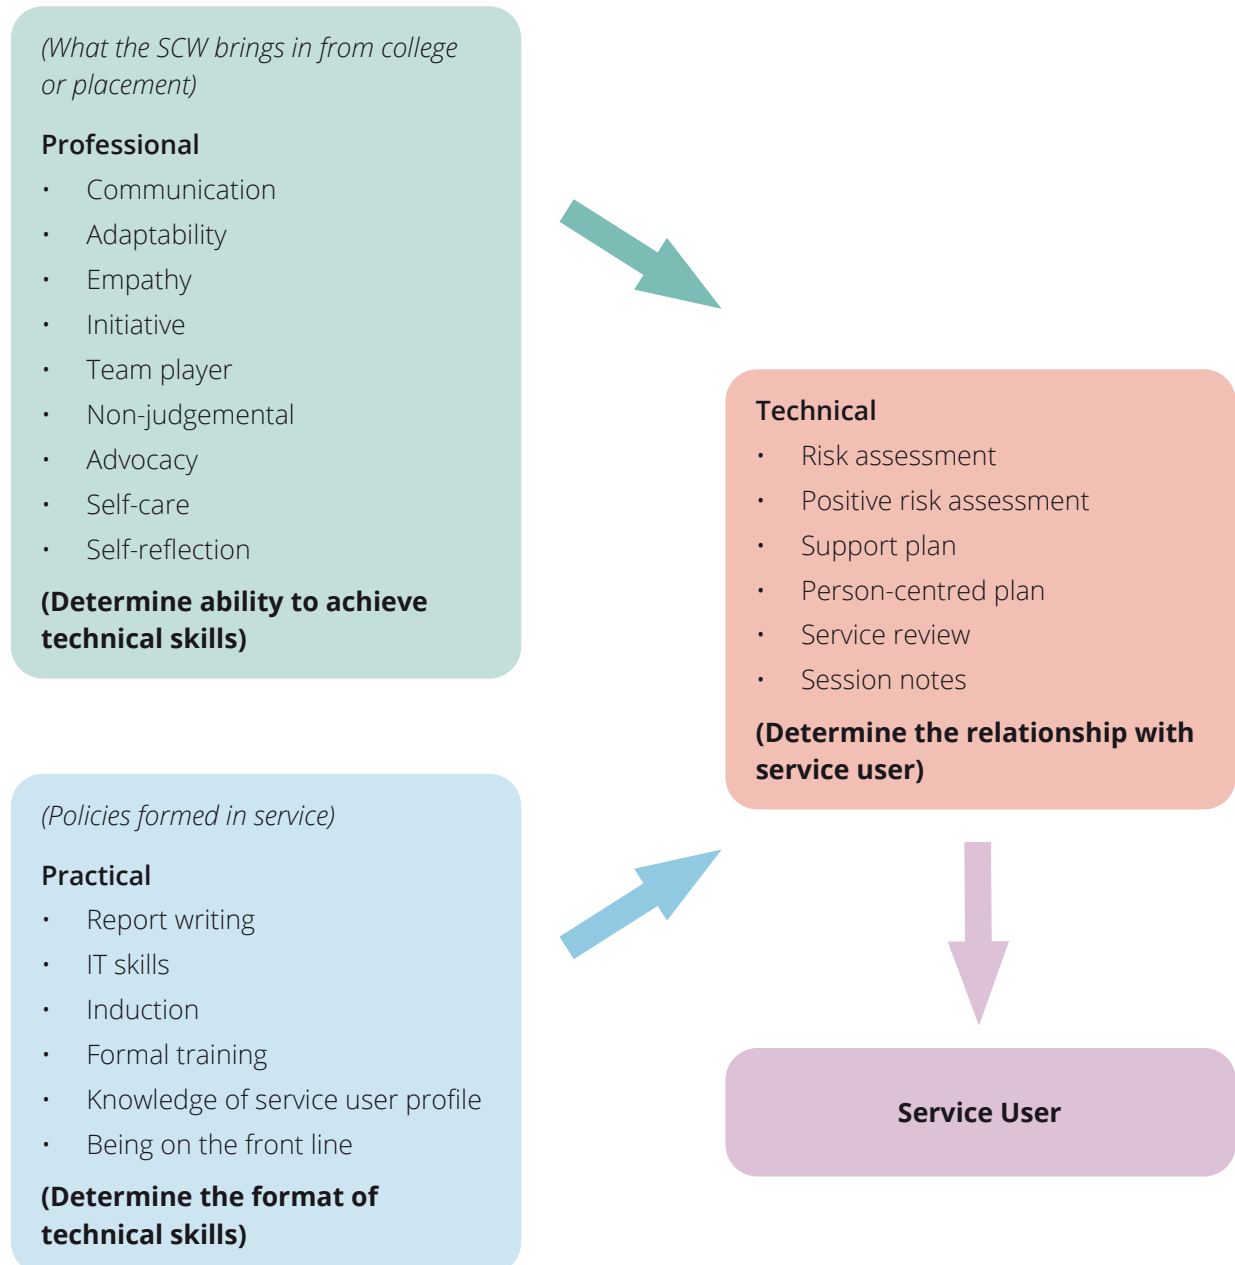 (What the SCW brings in from college
or placement)
Professional
• Communication
• Adaptability
• Empathy
• Initiative
• Team player
• Non-judgemental
• Advocacy
• Self-care
• Self-reflection
(Determine ability to achieve
technical skills)
(Policies formed in service)
Practical
• Report writing
• IT skills
• Induction
• Formal training
• Knowledge of service user profile
• Being on the front line
(Determine the format of
technical skills)
Technical
• Risk assessment
• Positive risk assessment
• Support plan
• Person-centred plan
• Service review
• Session notes
(Determine the relationship with
service user)
Service User